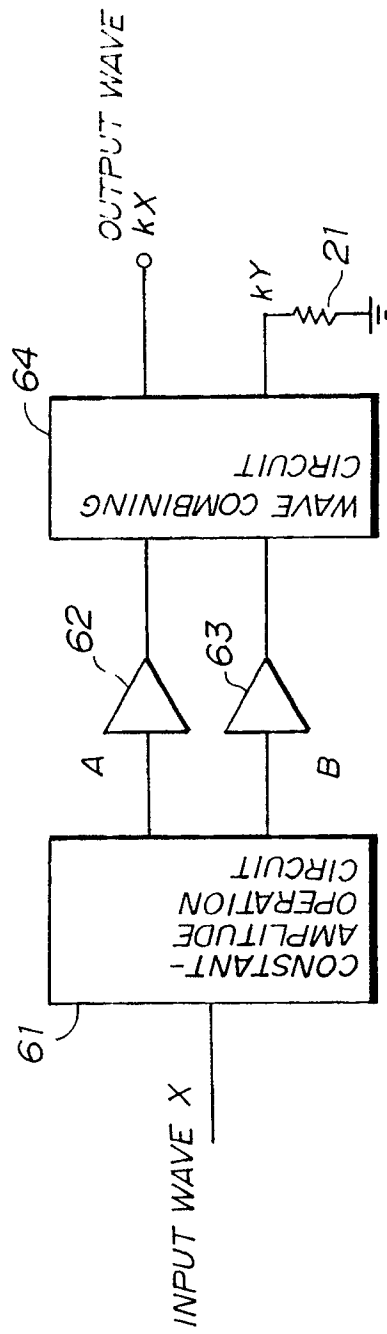 INPUT WAVE X
61
CONSTANT-
AMPLITUDE
OPERATION
CIRCUIT
A
62
B
63
64
WAVE COMBINING
CIRCUIT
OUTPUT WAVE
kX
kY
21